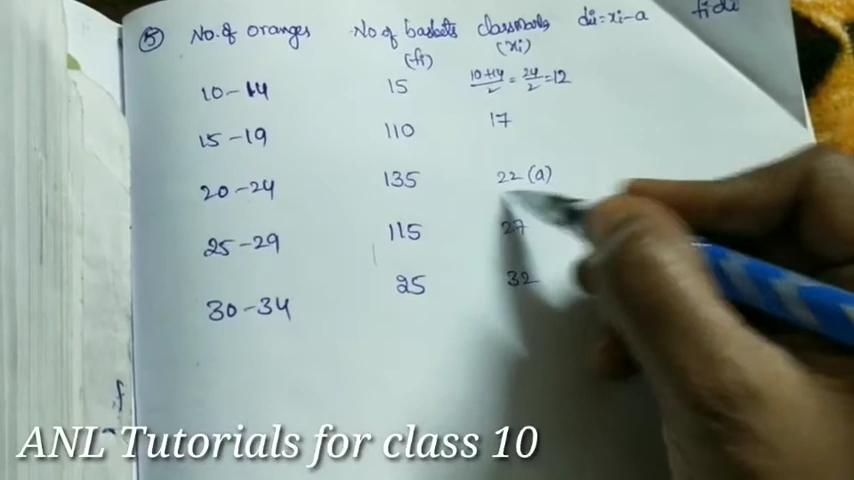 5 No. of oranges No of baskets (fi) classmarks (xi) di=xi-a fidi
10-14 15 10+14/2 = 24/2 = 12
15-19 110 17
20-24 135 22 (a)
25-29 115 27
30-34 25 32
ANL Tutorials for class 10